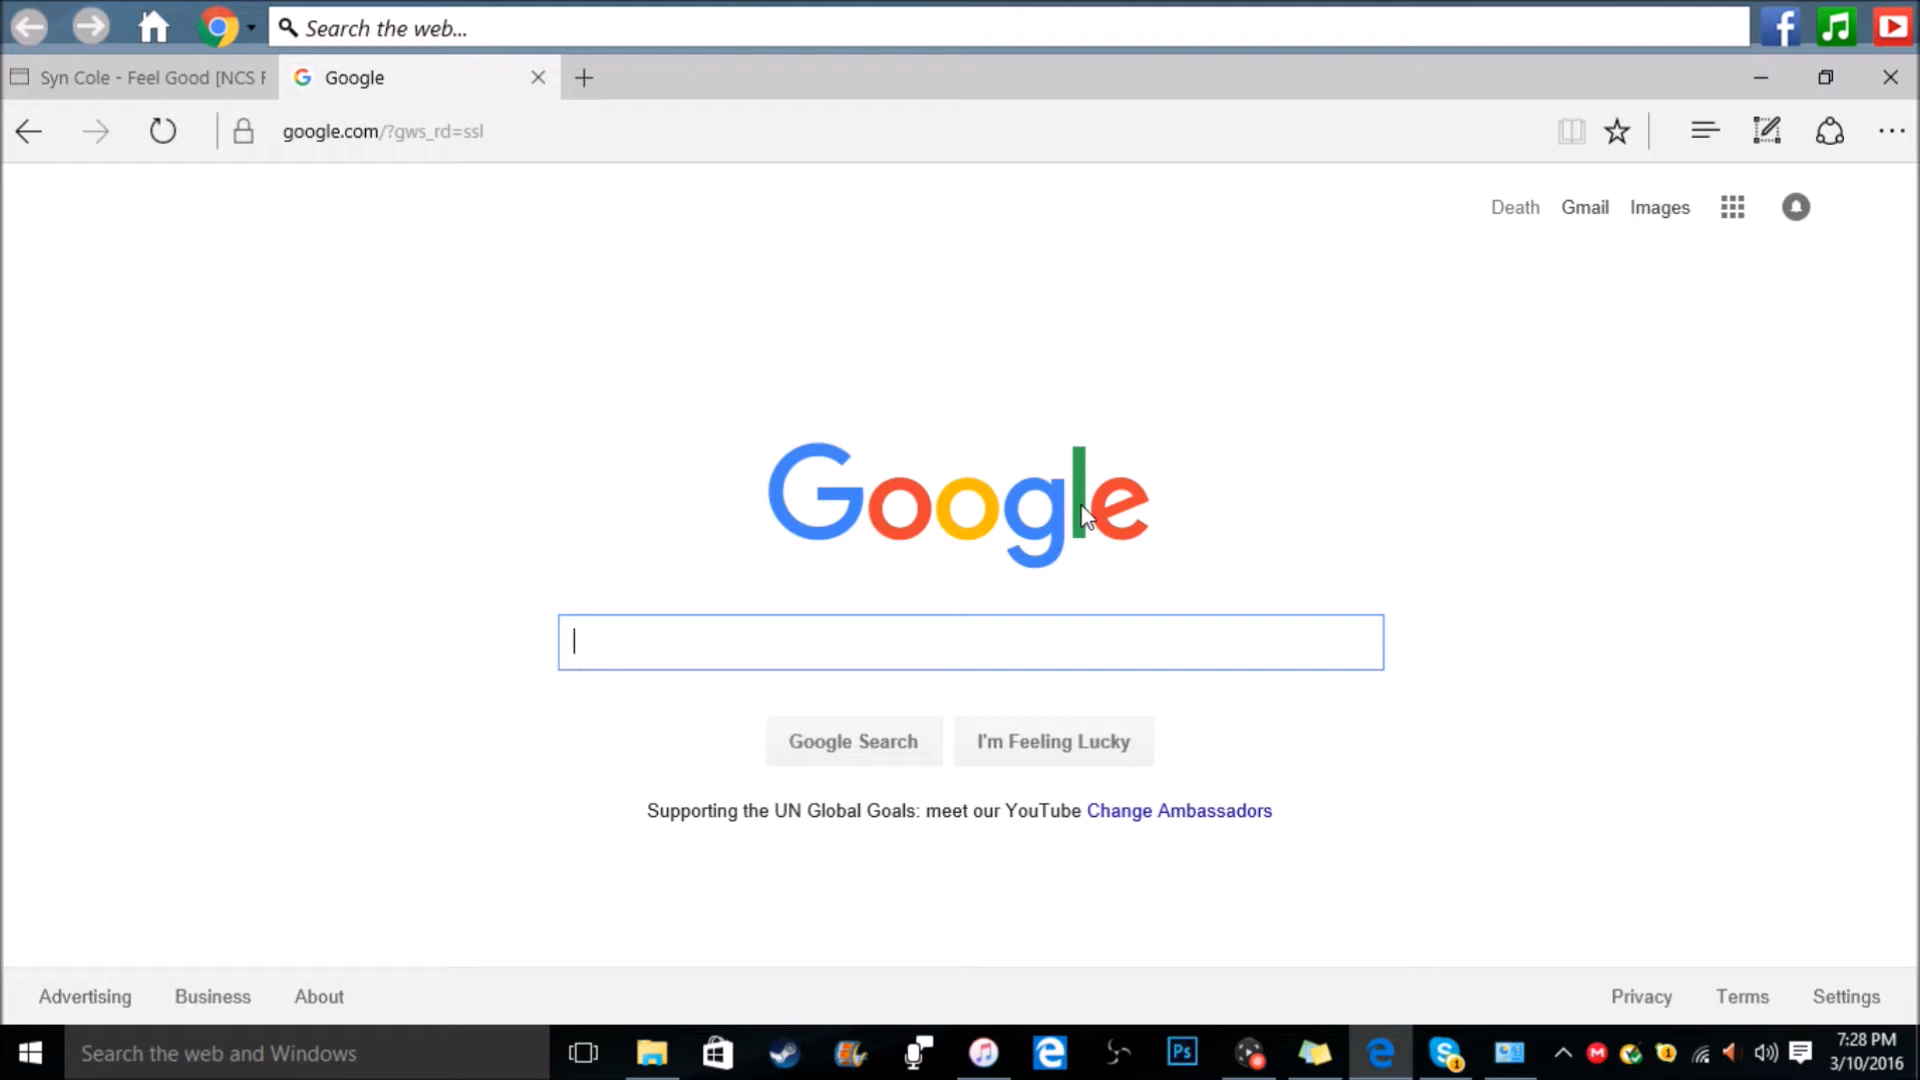 Search the web...
Syn Cole - Feel Good [NCS R
Google
google.com/?gws_rd=ssl
Death Gmail Images
Google
Google Search I'm Feeling Lucky
Supporting the UN Global Goals: meet our YouTube Change Ambassadors
Advertising Business About Privacy Terms Settings
Search the web and Windows
Ps
1
7:28 PM
3/10/2016